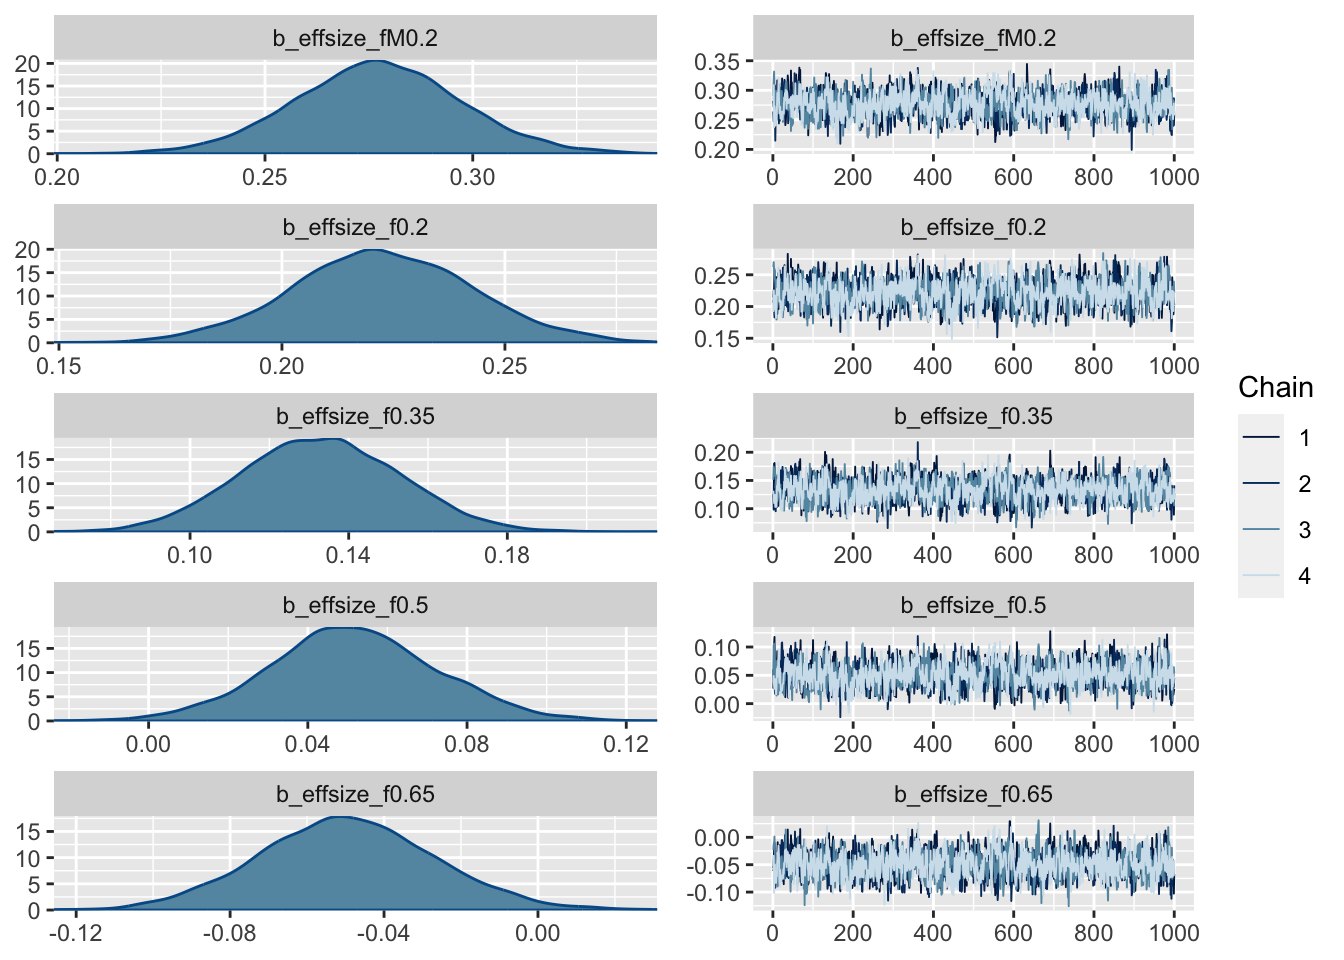 b_effsize_fM0.2
20
15
10
5
0
0.20 0.25 0.30
b_effsize_fM0.2
0.35
0.30
0.25
0.20
0 200 400 600 800 1000
b_effsize_f0.2
20
15
10
5
0
0.15 0.20 0.25
b_effsize_f0.2
0.25
0.20
0.15
0 200 400 600 800 1000
b_effsize_f0.35
15
10
5
0
0.10 0.14 0.18
b_effsize_f0.35
0.20
0.15
0.10
0 200 400 600 800 1000
b_effsize_f0.5
15
10
5
0
0.00 0.04 0.08 0.12
b_effsize_f0.5
0.10
0.05
0.00
0 200 400 600 800 1000
b_effsize_f0.65
15
10
5
0
-0.12 -0.08 -0.04 0.00
b_effsize_f0.65
0.00
-0.05
-0.10
0 200 400 600 800 1000
Chain
1
2
3
4